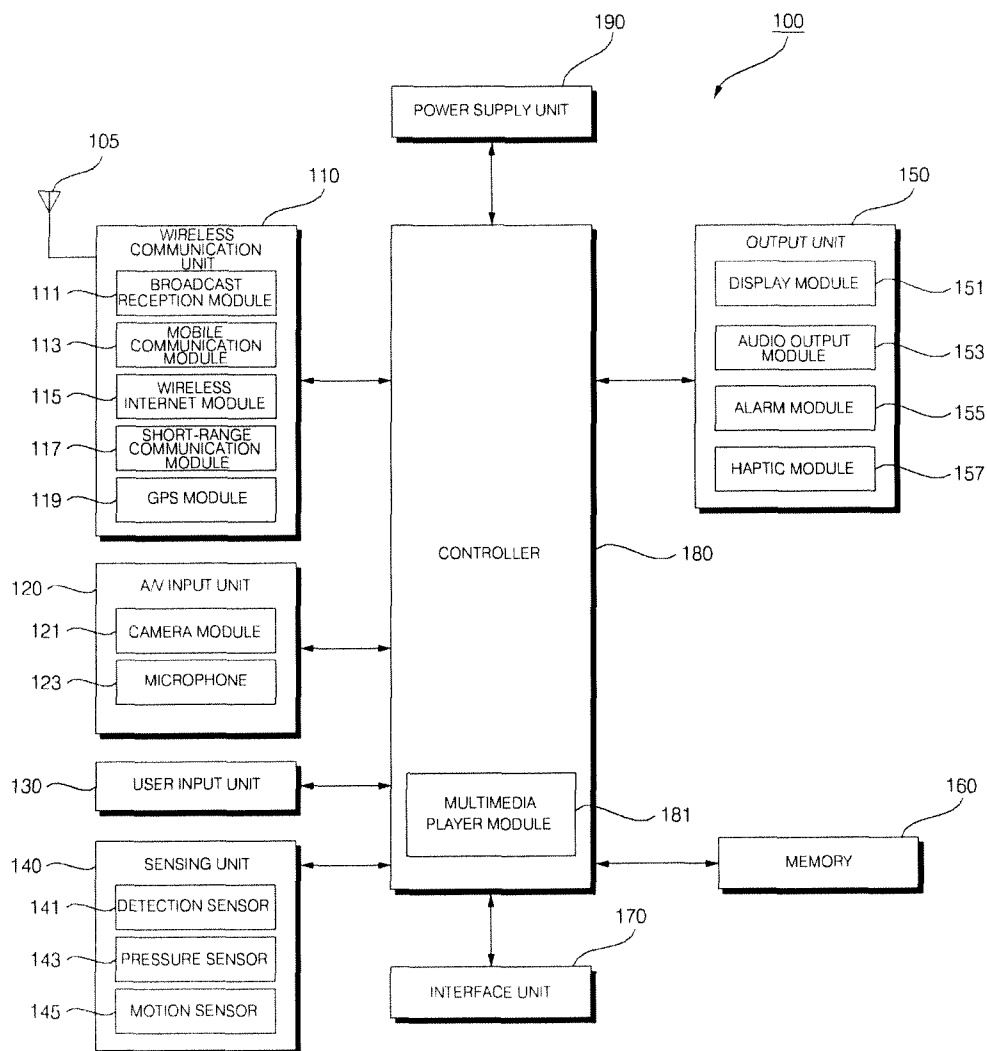 100
190
POWER SUPPLY UNIT
105
110
WIRELESS
COMMUNICATION
UNIT
111
BROADCAST
RECEPTION MODULE
113
MOBILE
COMMUNICATION
MODULE
115
WIRELESS
INTERNET MODULE
117
SHORT-RANGE
COMMUNICATION
MODULE
119
GPS MODULE
120
A/V INPUT UNIT
121
CAMERA MODULE
123
MICROPHONE
130
USER INPUT UNIT
140
SENSING UNIT
141
DETECTION SENSOR
143
PRESSURE SENSOR
145
MOTION SENSOR
CONTROLLER
180
MULTIMEDIA
PLAYER MODULE
181
150
OUTPUT UNIT
DISPLAY MODULE
151
AUDIO OUTPUT
MODULE
153
ALARM MODULE
155
HAPTIC MODULE
157
160
MEMORY
170
INTERFACE UNIT